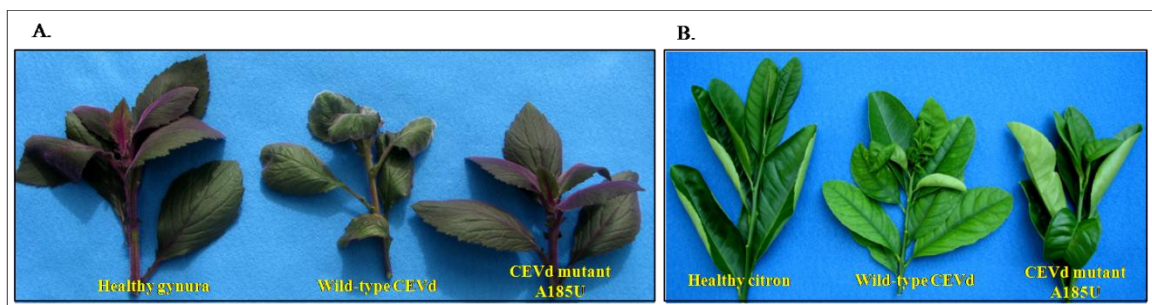 A.
Healthy gynura
Wild-type CEVd
CEVd mutant
A185U
B.
Healthy citron
Wild-type CEVd
CEVd mutant
A185U